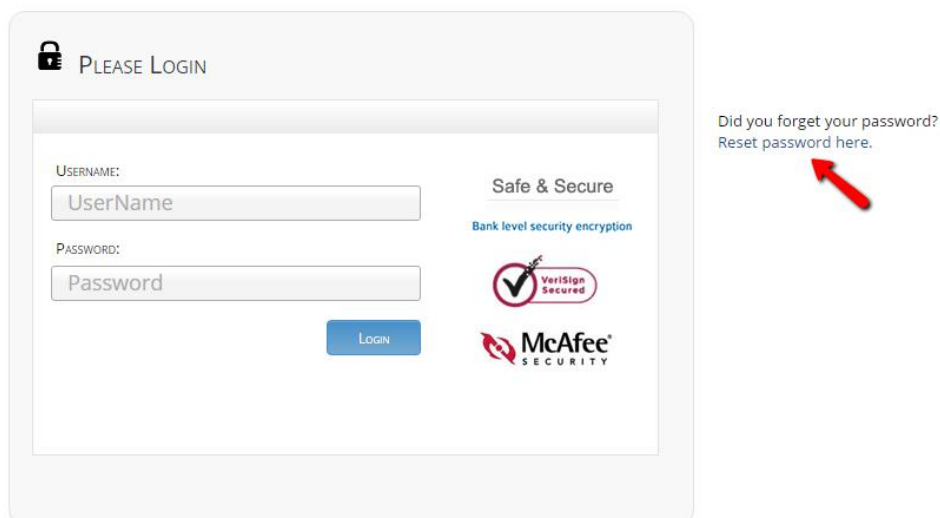 Please Login
Did you forget your password?
Reset password here.
Username:
UserName
Password:
Password
Login
Safe & Secure
Bank level security encryption
VeriSign
Secured
McAfee®
SECURITY